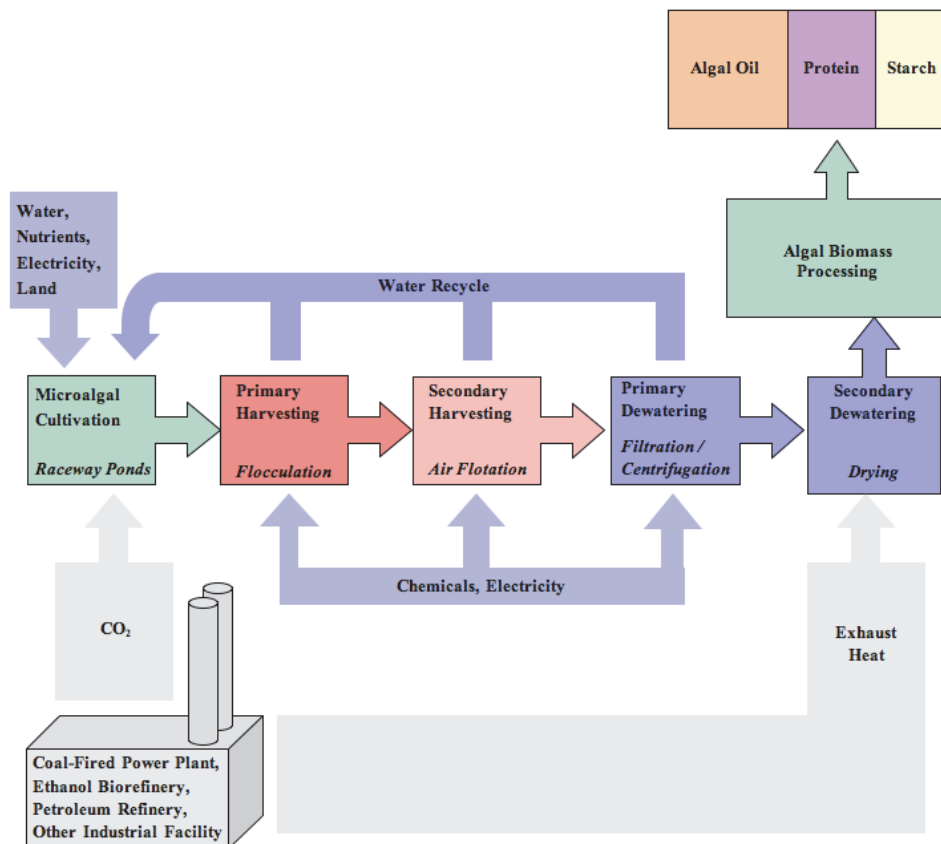 Algal Oil
Protein
Starch
Water,
Nutrients,
Electricity,
Land
Algal Biomass
Processing
Water Recycle
Microalgal
Cultivation
Raceway Ponds
Primary
Harvesting
Flocculation
Secondary
Harvesting
Air Flotation
Primary
Dewatering
Filtration /
Centrifugation
Secondary
Dewatering
Drying
Chemicals, Electricity
CO₂
Exhaust
Heat
Coal-Fired Power Plant,
Ethanol Biorefinery,
Petroleum Refinery,
Other Industrial Facility